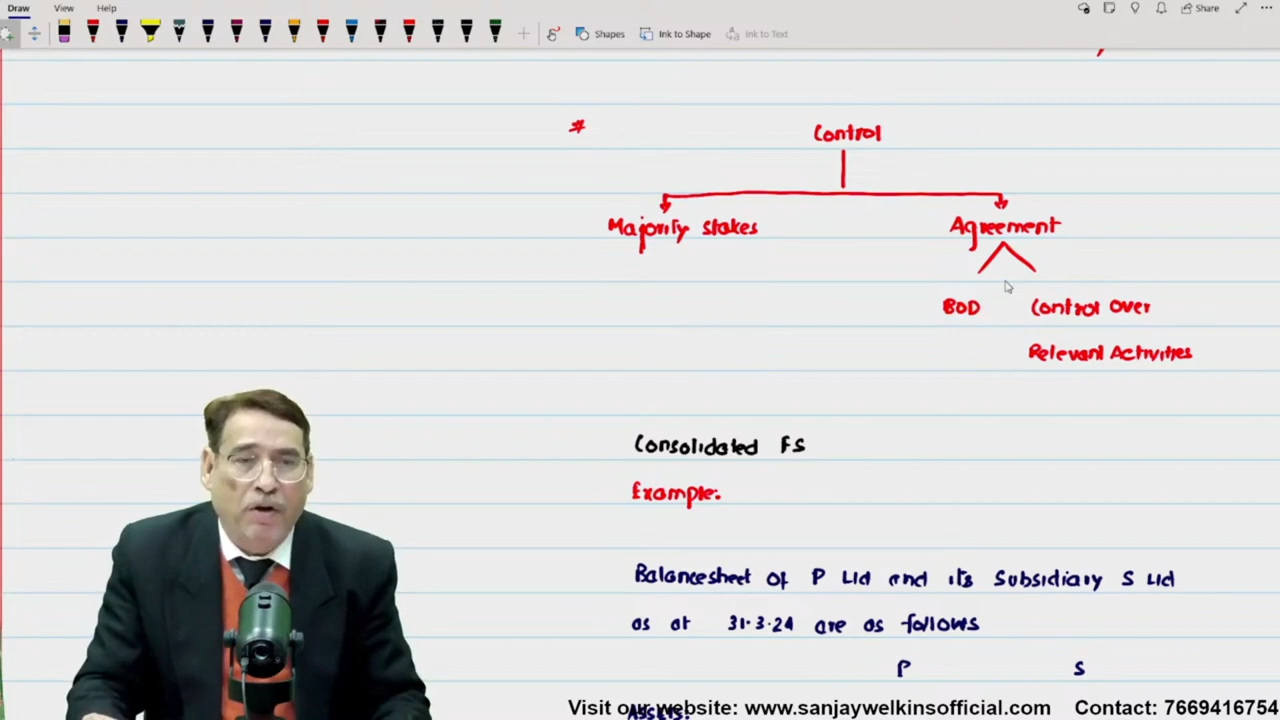 Draw View Help
Share
Shapes Ink to Shape Ink to Text
* Control
Majority stakes Agreement
BOD Control Over
Relevant Activities
Consolidated FS
Example:
Balancesheet of P Ltd and its Subsidiary S Ltd
as at 31.3.24 are as follows
P S
Assets:
Visit our website: www.sanjaywelkinsofficial.com Contact: 7669416754